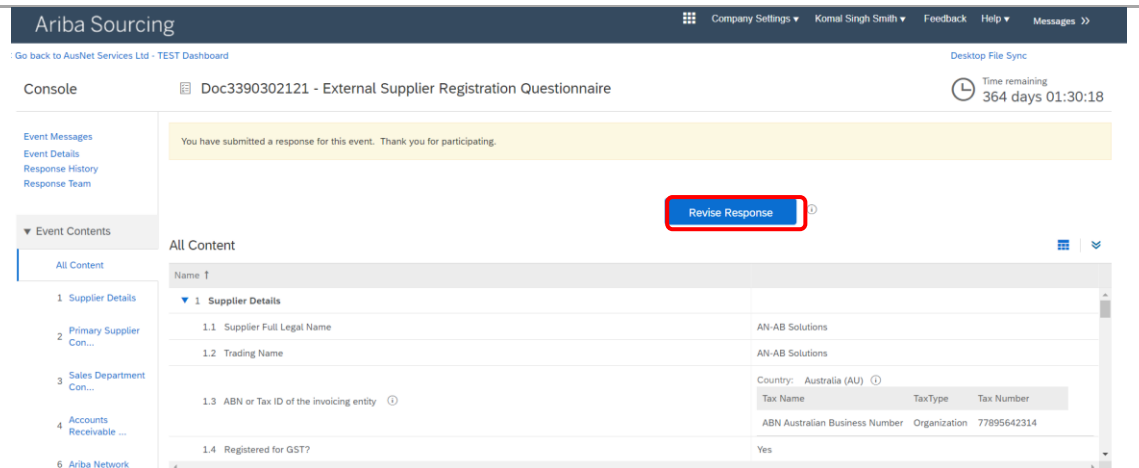 Ariba Sourcing
Company Settings ▾ Komal Singh Smith ▾ Feedback Help ▾ Messages »
Go back to AusNet Services Ltd - TEST Dashboard
Desktop File Sync
Console
Doc3390302121 - External Supplier Registration Questionnaire
Time remaining
364 days 01:30:18
Event Messages
Event Details
Response History
Response Team
You have submitted a response for this event. Thank you for participating.
Revise Response
▼ Event Contents
All Content
1 Supplier Details
2 Primary Supplier Con...
3 Sales Department Con...
4 Accounts Receivable ...
6 Ariba Network
All Content
Name ↑
▼ 1 Supplier Details
1.1 Supplier Full Legal Name AN-AB Solutions
1.2 Trading Name AN-AB Solutions
1.3 ABN or Tax ID of the invoicing entity
Country: Australia (AU)
Tax Name TaxType Tax Number
ABN Australian Business Number Organization 77895642314
1.4 Registered for GST? Yes